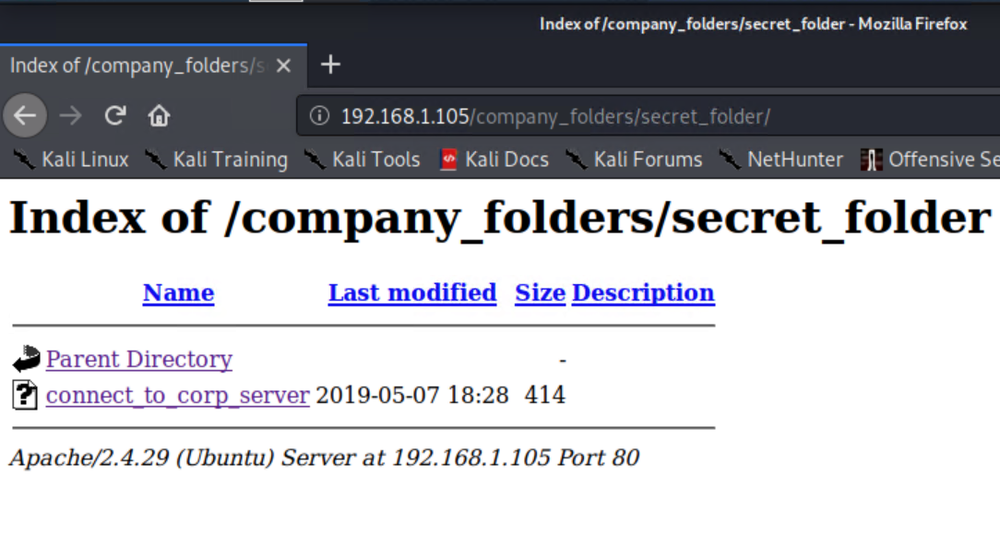 Index of /company_folders/secret_folder - Mozilla Firefox
Index of /company_folders/s
192.168.1.105/company_folders/secret_folder/
Kali Linux Kali Training Kali Tools Kali Docs Kali Forums NetHunter Offensive Se
Index of /company_folders/secret_folder
Name Last modified Size Description
Parent Directory -
connect_to_corp_server 2019-05-07 18:28 414
Apache/2.4.29 (Ubuntu) Server at 192.168.1.105 Port 80